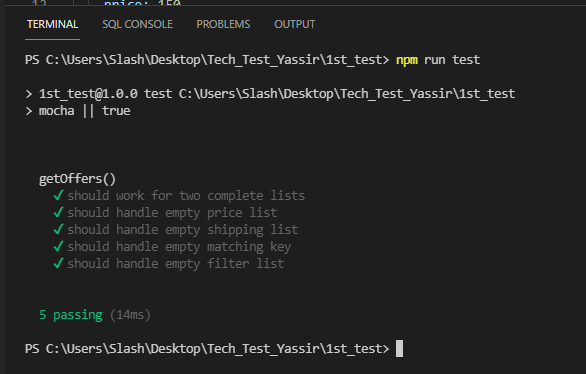 12 price: 150
TERMINAL SQL CONSOLE PROBLEMS OUTPUT
PS C:\Users\Slash\Desktop\Tech_Test_Yassir\1st_test> npm run test
> 1st_test@1.0.0 test C:\Users\Slash\Desktop\Tech_Test_Yassir\1st_test
> mocha || true
getOffers()
✓ should work for two complete lists
✓ should handle empty price list
✓ should handle empty shipping list
✓ should handle empty matching key
✓ should handle empty filter list
5 passing (14ms)
PS C:\Users\Slash\Desktop\Tech_Test_Yassir\1st_test>